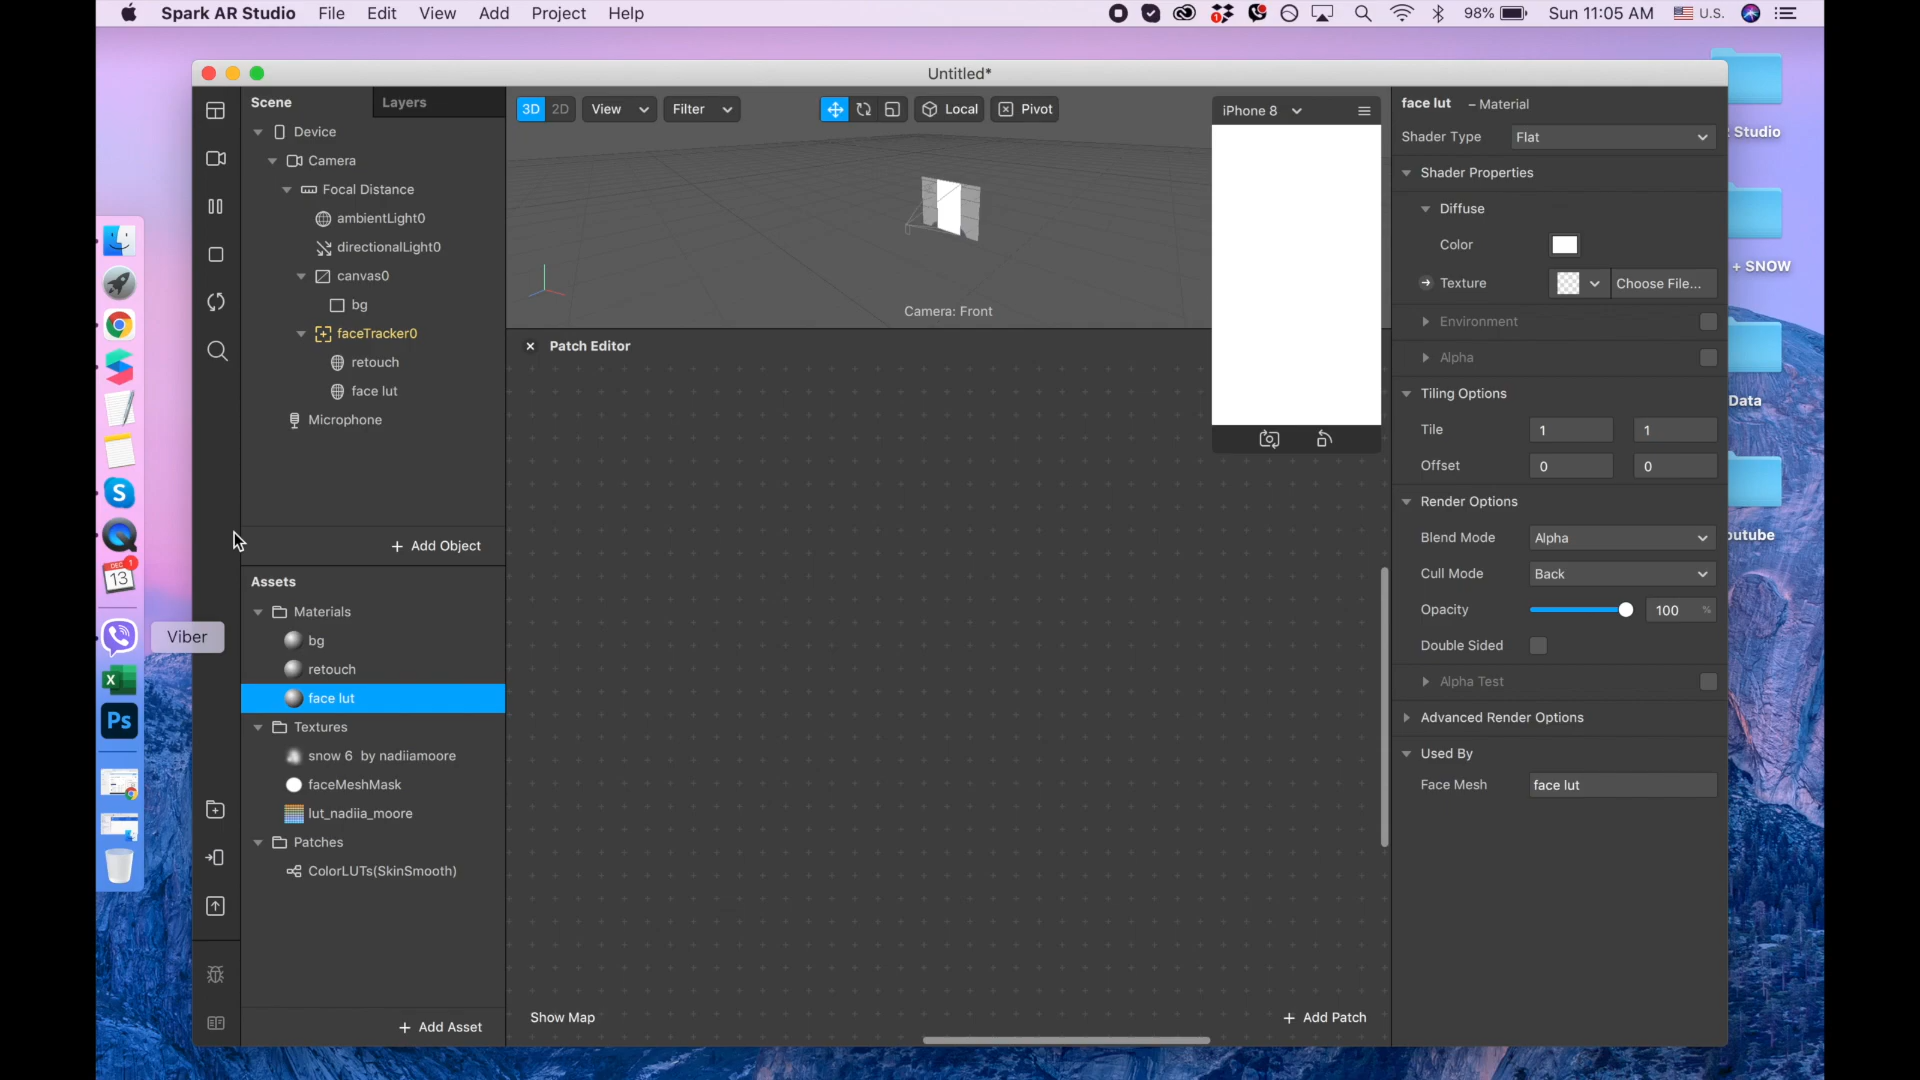 Spark AR Studio File Edit View Add Project Help
1 98% Sun 11:05 AM U.S.
Untitled*
Scene Layers
Device
Camera
Focal Distance
ambientLight0
directionalLight0
canvas0
bg
faceTracker0
retouch
face lut
Microphone
+ Add Object
Assets
Materials
bg
retouch
face lut
Textures
snow 6 by nadiiamoore
faceMeshMask
lut_nadiia_moore
Patches
ColorLUTs(SkinSmooth)
+ Add Asset
3D 2D View Filter Local Pivot
Camera: Front
iPhone 8
Patch Editor
Show Map
+ Add Patch
face lut – Material
Shader Type Flat
Shader Properties
Diffuse
Color
Texture Choose File...
Environment
Alpha
Tiling Options
Tile 1 1
Offset 0 0
Render Options
Blend Mode Alpha
Cull Mode Back
Opacity 100 %
Double Sided
Alpha Test
Advanced Render Options
Used By
Face Mesh face lut
Viber
S
DEC 1
13
X
Ps
Studio
+ SNOW
Data
outube